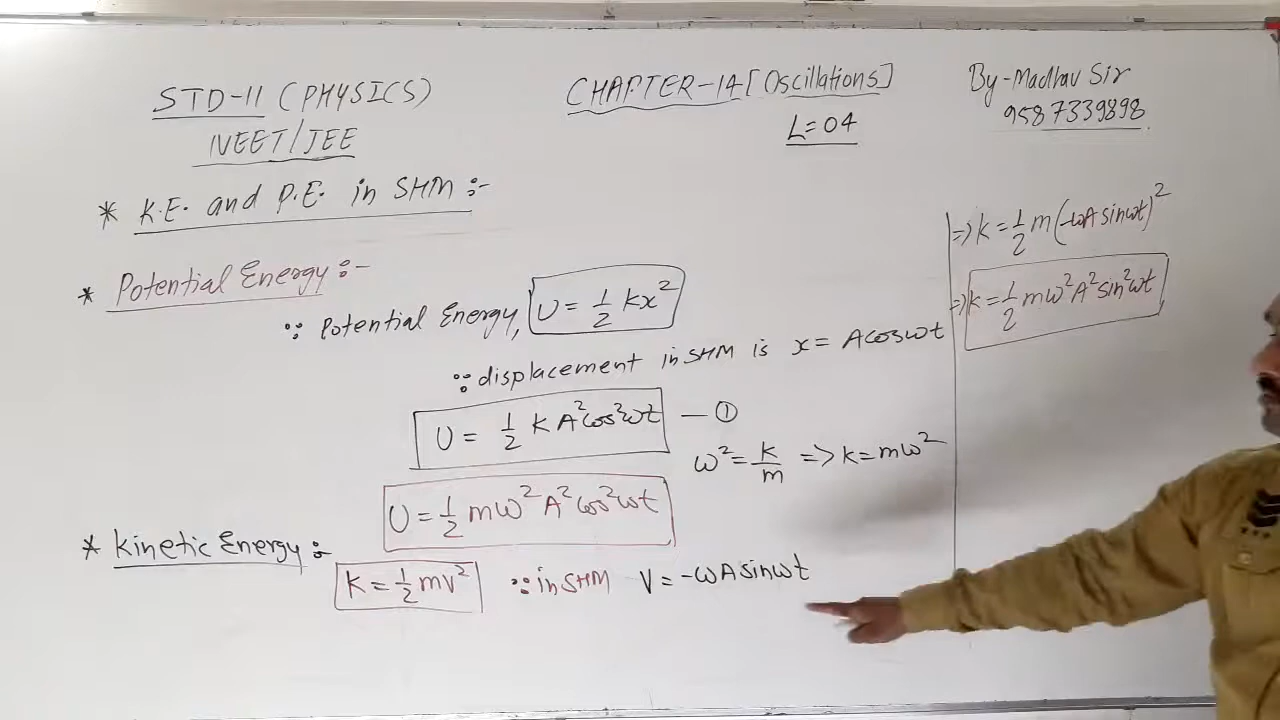 STD-11 (PHYSICS)
NEET/JEE
CHAPTER-14 [Oscillations]
L=04
By-Madhav Sir
9587339898
* K.E. and P.E. in SHM :-
* Potential Energy :-
∵ Potential Energy, U = 1/2 kx²
∵ displacement in SHM is x = Acosωt
U = 1/2 KA²cos²ωt — ①
ω² = k/m => k = mω²
U = 1/2 mω²A²cos²ωt
* Kinetic Energy :-
K = 1/2 mv² ∵ in SHM V = -ωAsinωt
=> k = 1/2 m(-ωAsinωt)²
=> k = 1/2 mω²A²sin²ωt